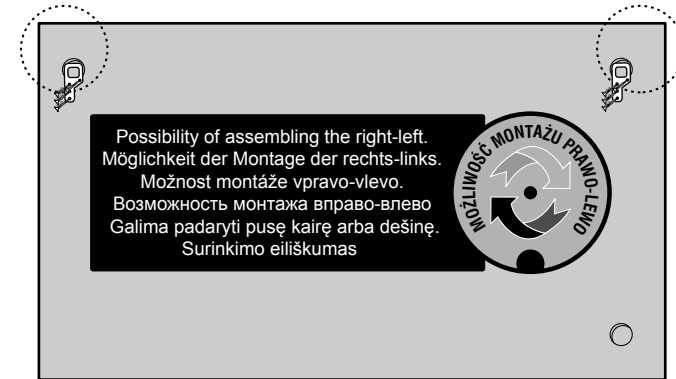 Possibility of assembling the right-left.
Möglichkeit der Montage der rechts-links.
Možnost montáže vpravo-vlevo.
Возможность монтажа вправо-влево
Galima padaryti pusę kairę arba dešinę.
Surinkimo eiliškumas
MOŻLIWOŚĆ MONTAŻU PRAWO-LEWO